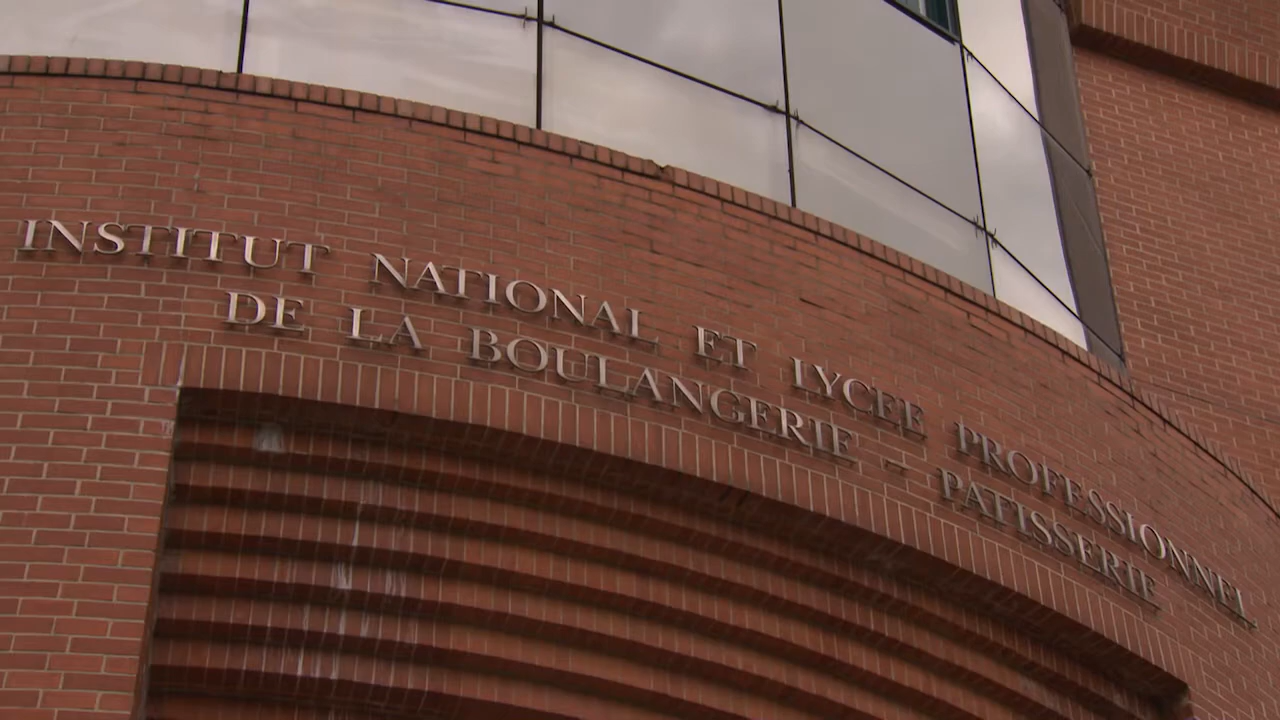 INSTITUT NATIONAL ET LYCEE PROFESSIONNEL
DE LA BOULANGERIE - PATISSERIE